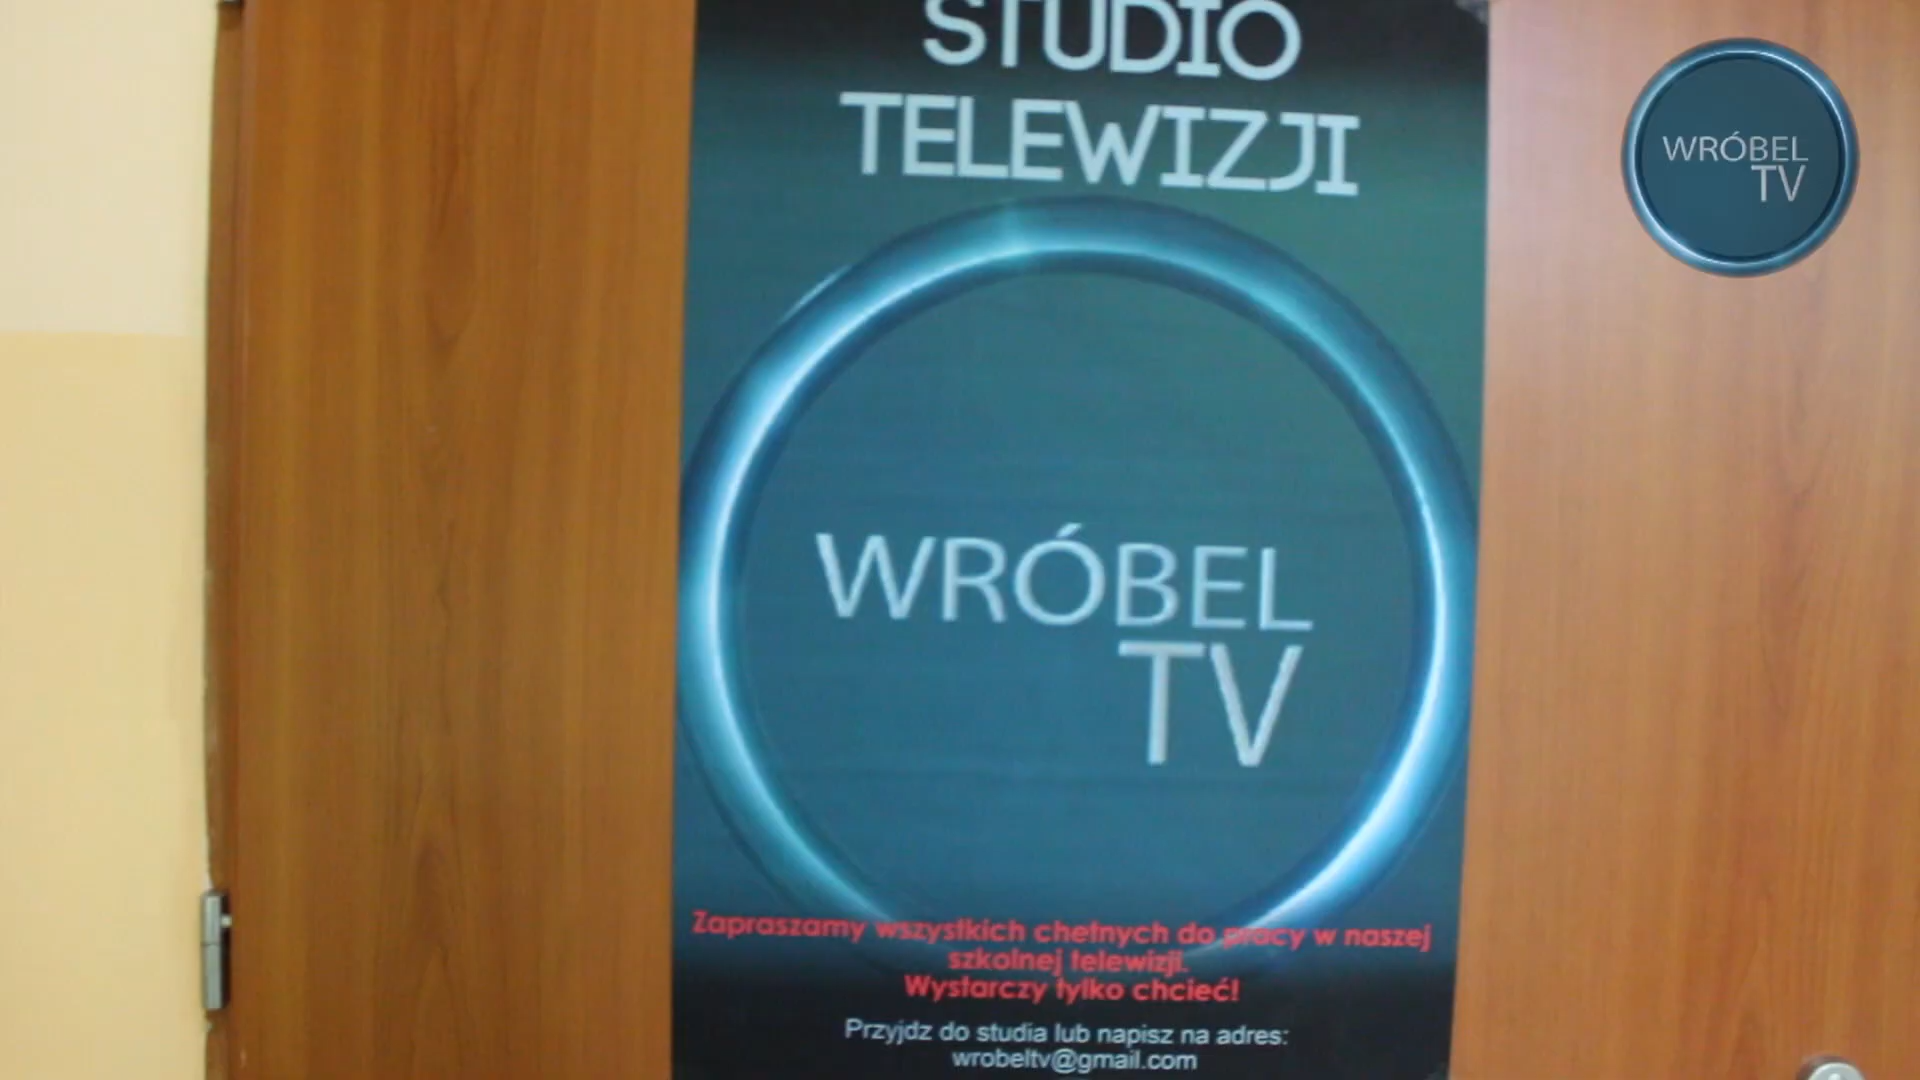 STUDIO
TELEWIZJI
WRÓBEL
TV
WRÓBEL
TV
Zapraszamy wszystkich chetnych do pracy w naszej
szkolnej telewizji.
Wystarczy tylko chcieć!
Przyjdz do studia lub napisz na adres:
wrobeltv@gmail.com